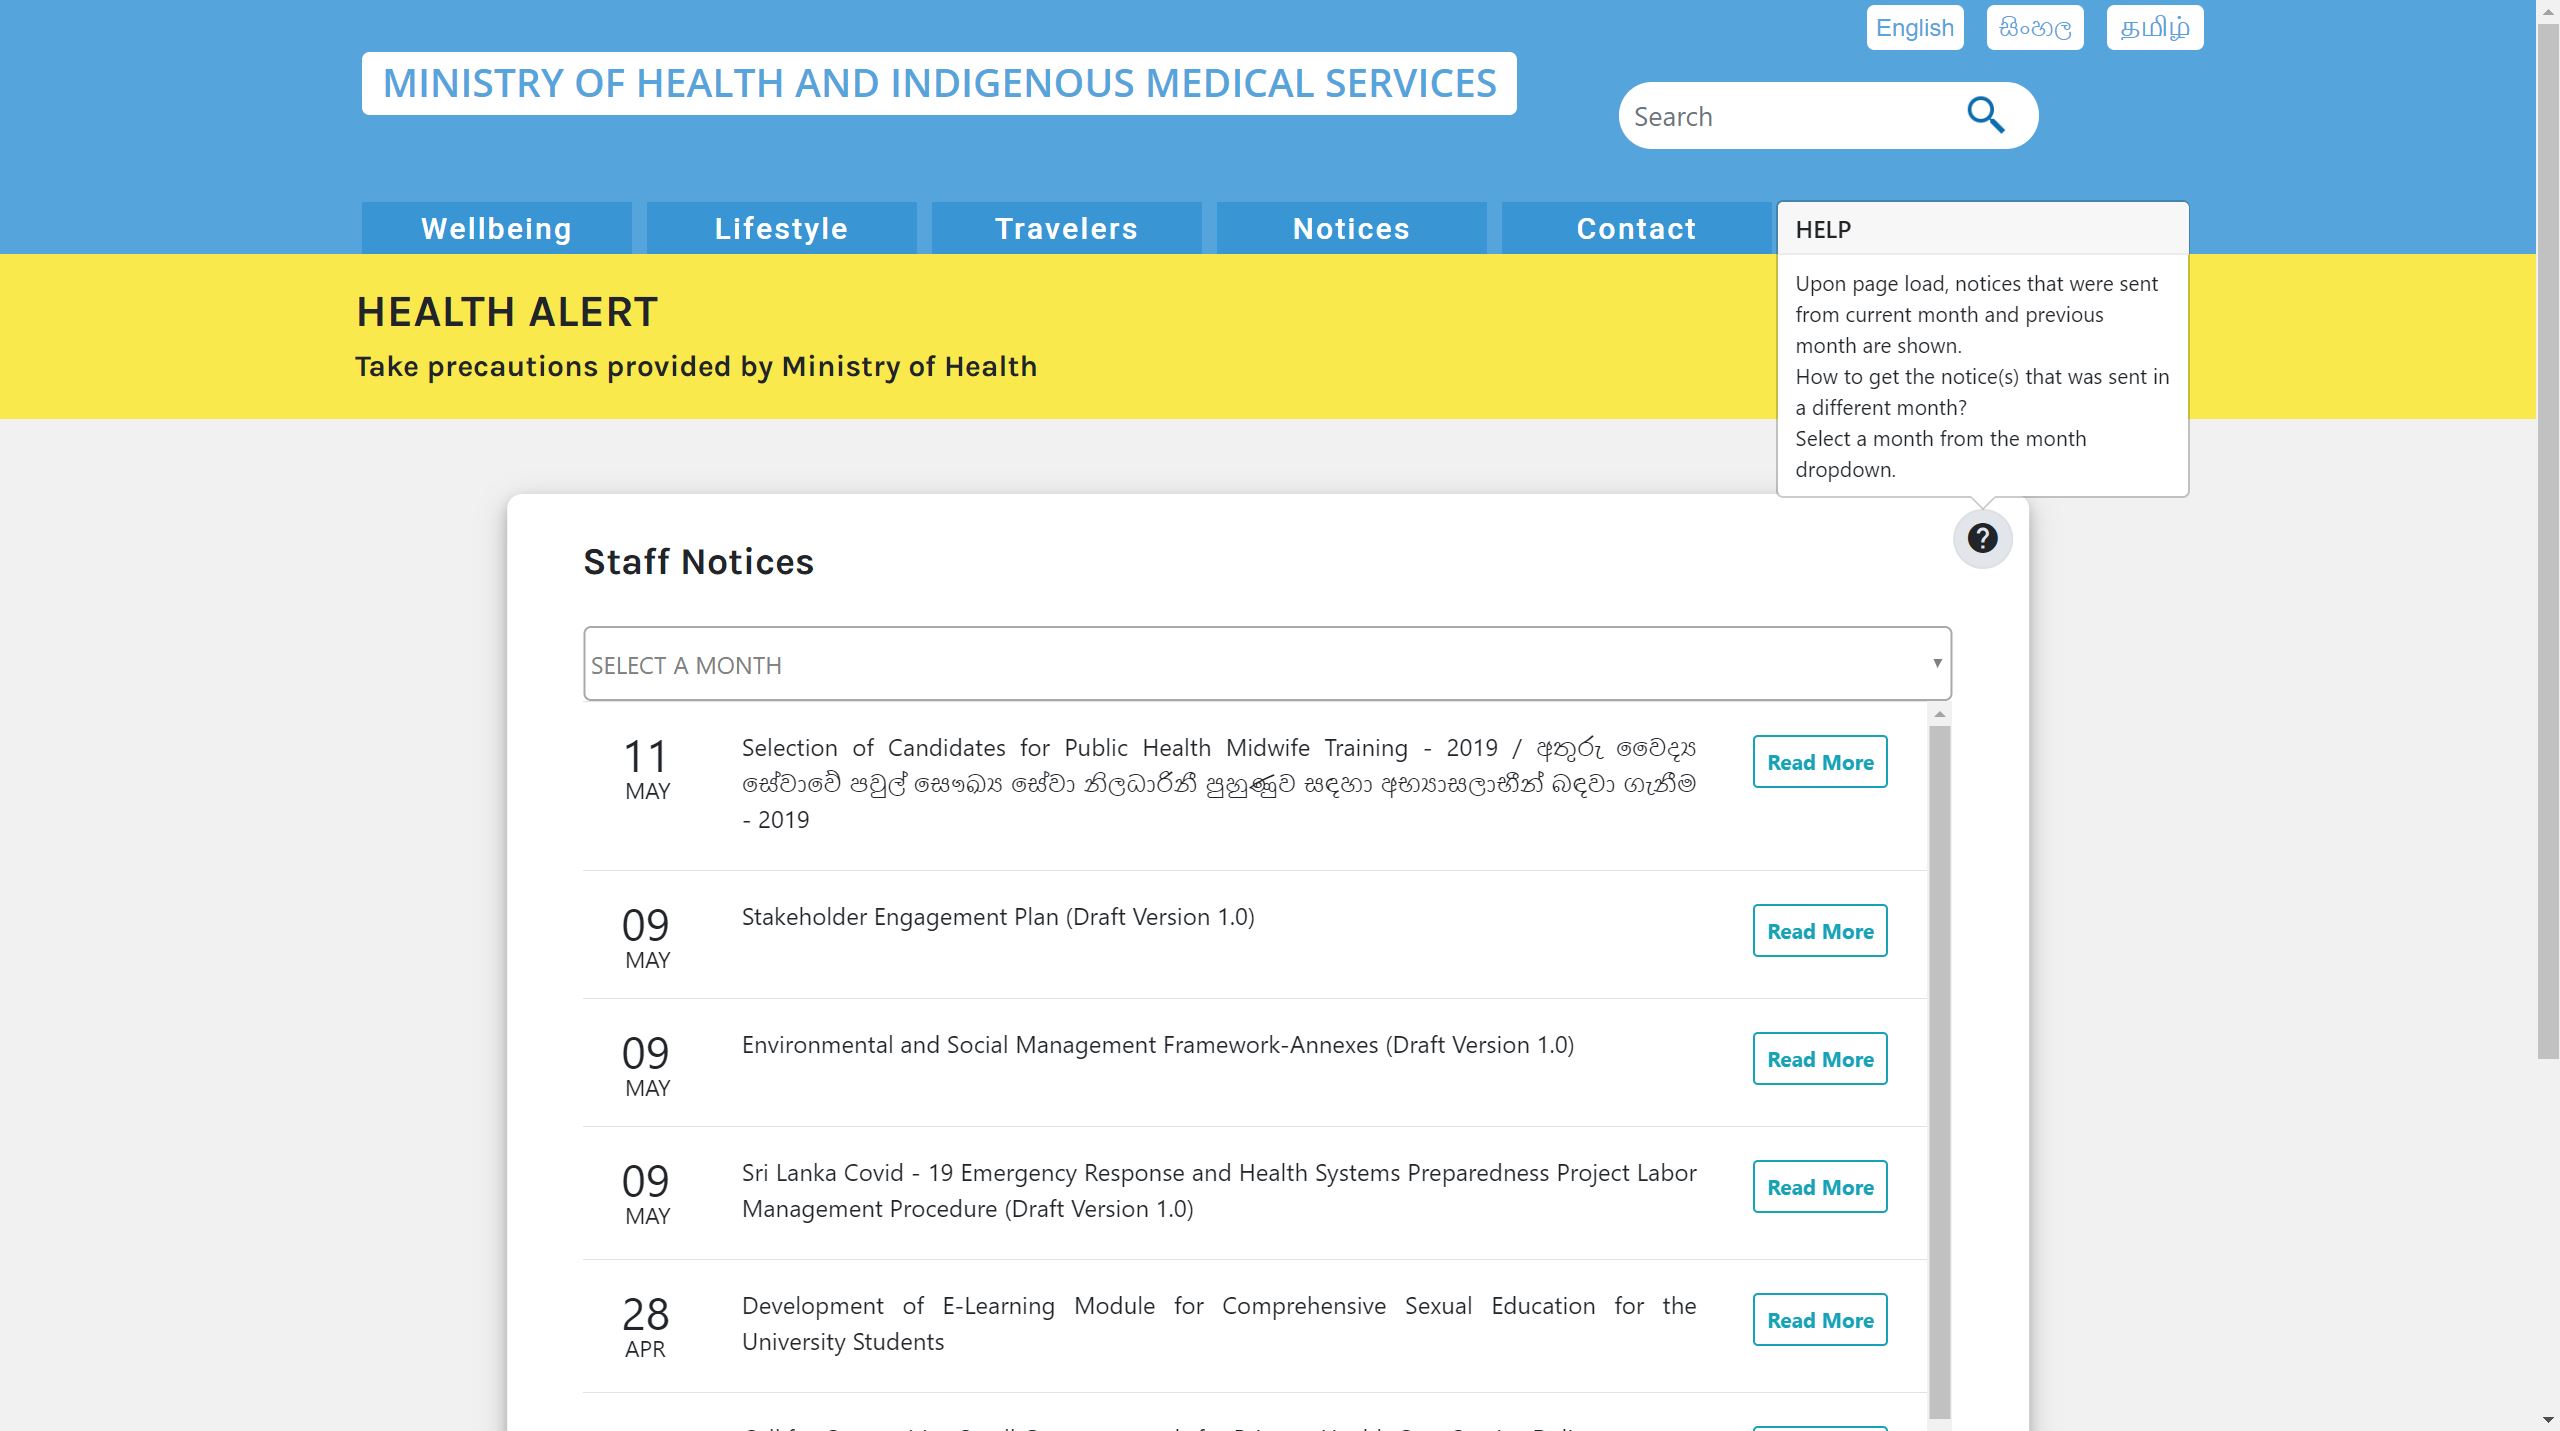 English
සිංහල
தமிழ்
MINISTRY OF HEALTH AND INDIGENOUS MEDICAL SERVICES
Search
Wellbeing
Lifestyle
Travelers
Notices
Contact
HELP
Upon page load, notices that were sent
from current month and previous
month are shown.
How to get the notice(s) that was sent in
a different month?
Select a month from the month
dropdown.
HEALTH ALERT
Take precautions provided by Ministry of Health
Staff Notices
SELECT A MONTH
11
MAY
Selection of Candidates for Public Health Midwife Training - 2019 / අතුරු වෛද්‍ය
සේවාවේ පවුල් සෞඛ්‍ය සේවා නිලධාරිනී පුහුණුව සඳහා අභ්‍යාසලාභීන් බඳවා ගැනීම
- 2019
Read More
09
MAY
Stakeholder Engagement Plan (Draft Version 1.0)
Read More
09
MAY
Environmental and Social Management Framework-Annexes (Draft Version 1.0)
Read More
09
MAY
Sri Lanka Covid - 19 Emergency Response and Health Systems Preparedness Project Labor
Management Procedure (Draft Version 1.0)
Read More
28
APR
Development of E-Learning Module for Comprehensive Sexual Education for the
University Students
Read More